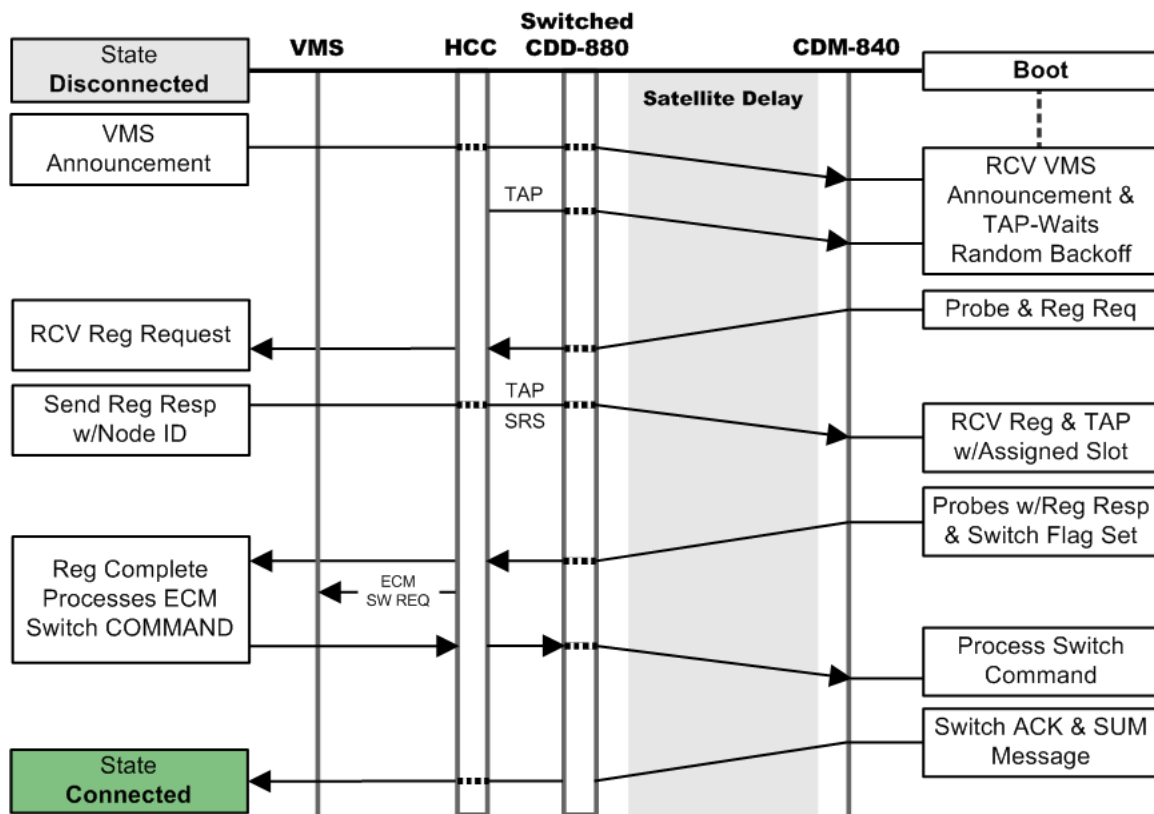 Switched
VMS
HCC
CDD-880
CDM-840
State
Disconnected
Boot
Satellite Delay
VMS
Announcement
RCV VMS
Announcement &
TAP-Waits
Random Backoff
TAP
Probe & Reg Req
RCV Reg Request
Send Reg Resp
w/Node ID
TAP
SRS
RCV Reg & TAP
w/Assigned Slot
Probes w/Reg Resp
& Switch Flag Set
Reg Complete
Processes ECM
Switch COMMAND
ECM
SW REQ
Process Switch
Command
Switch ACK & SUM
Message
State
Connected